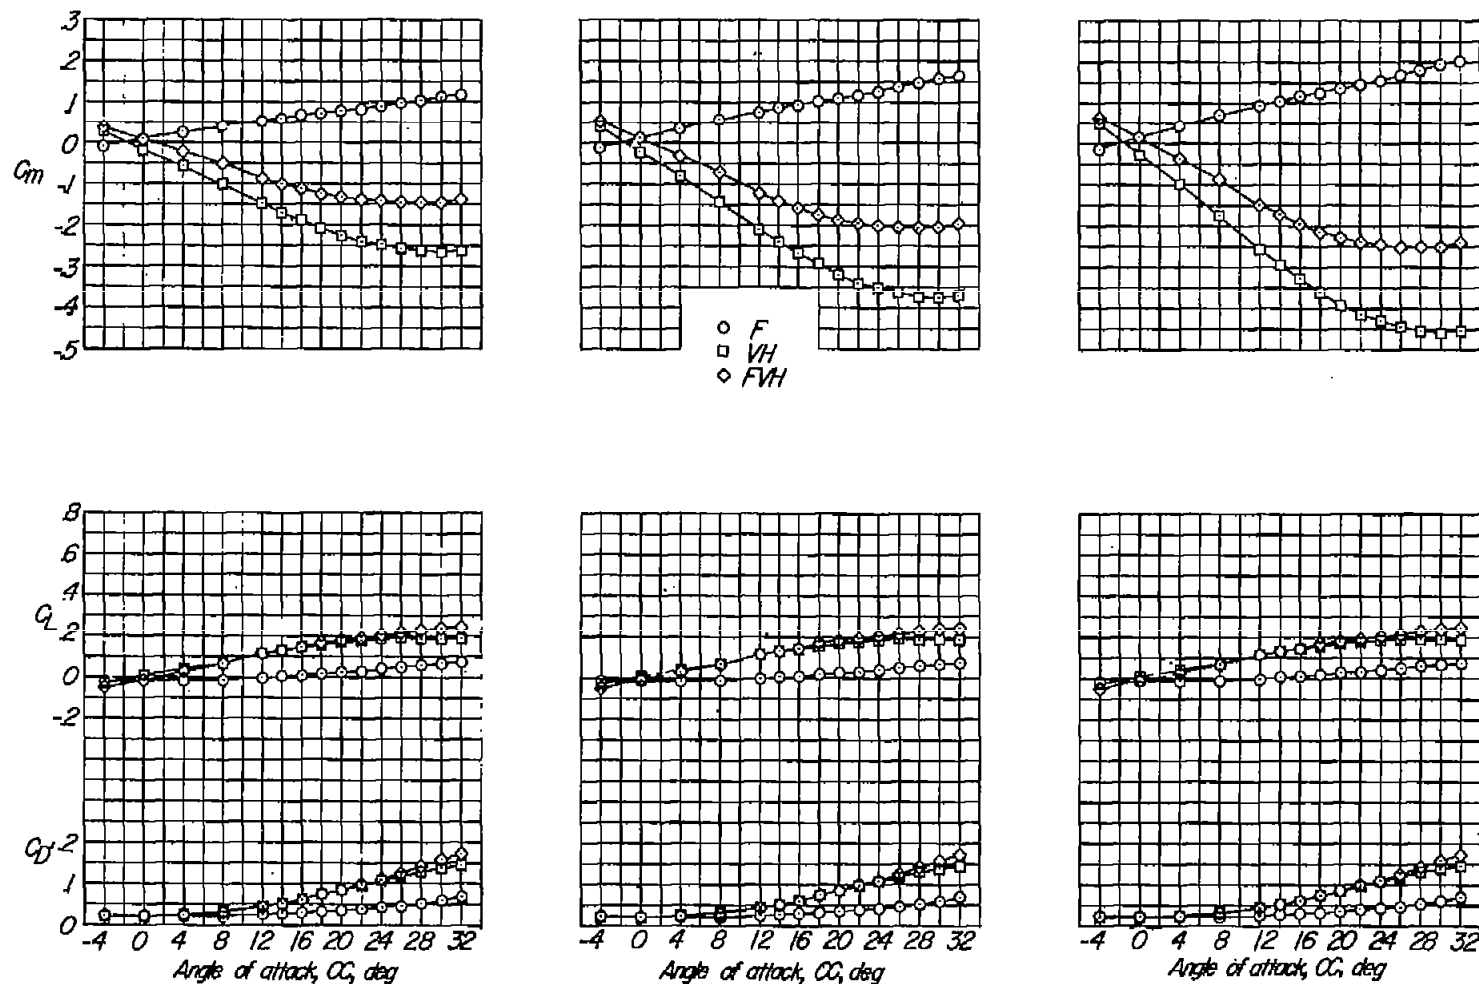 .3
.2
.1
0
Cm
-.1
-.2
-.3
-.4
-.5
○ F
□ VH
◇ FVH
.8
.6
.4
CL
.2
0
-.2
CD'
.2
.1
0
-4 0 4 8 12 16 20 24 28 32
-4 0 4 8 12 16 20 24 28 32
-4 0 4 8 12 16 20 24 28 32
Angle of attack, α, deg
Angle of attack, α, deg
Angle of attack, α, deg